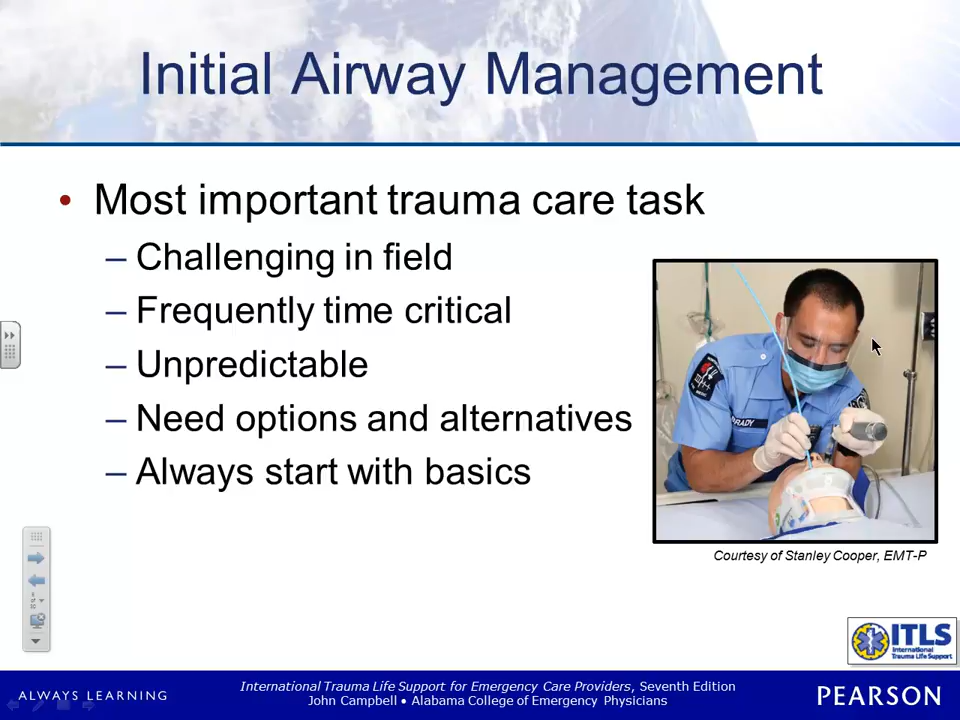 Initial Airway Management
• Most important trauma care task
– Challenging in field
– Frequently time critical
– Unpredictable
– Need options and alternatives
– Always start with basics
BRADY
Courtesy of Stanley Cooper, EMT-P
ITLS
International
Trauma Life Support
ALWAYS LEARNING
International Trauma Life Support for Emergency Care Providers, Seventh Edition
John Campbell • Alabama College of Emergency Physicians
PEARSON